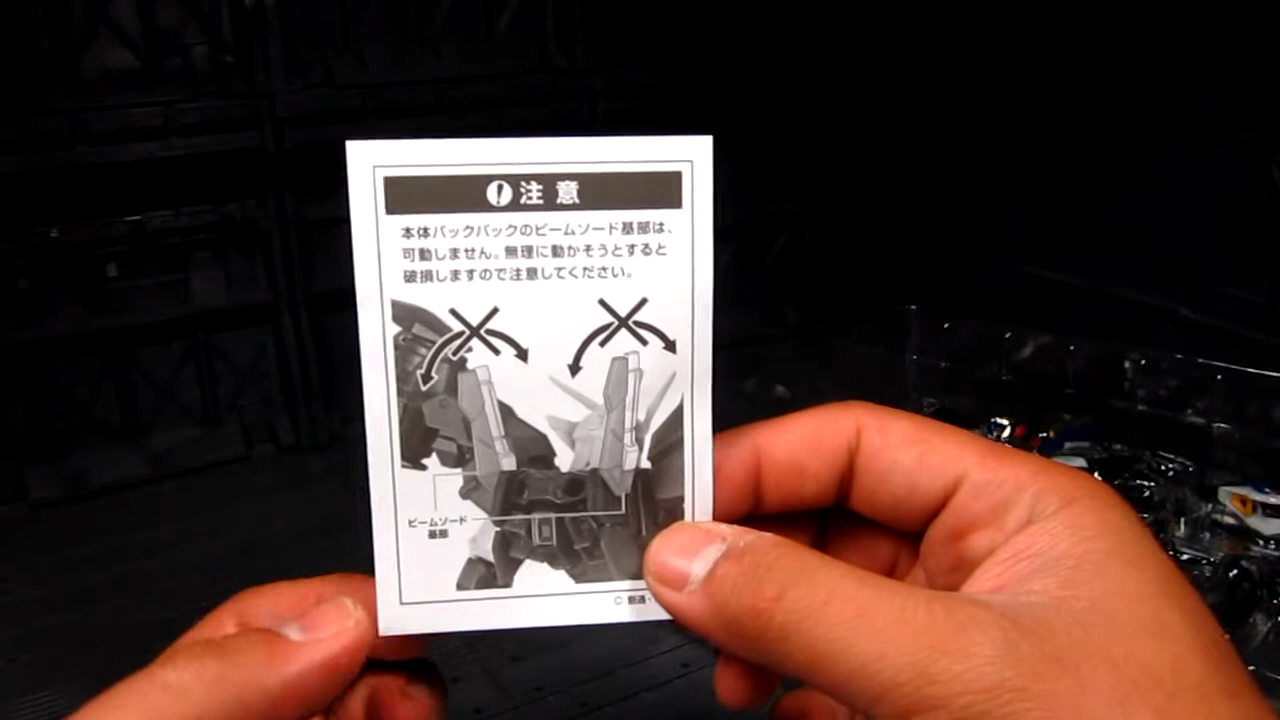 注意
本体バックパックのビームソード基部は、
可動しません。無理に動かそうとすると
破損しますので注意してください。
ビームソード
基部
© 創通・